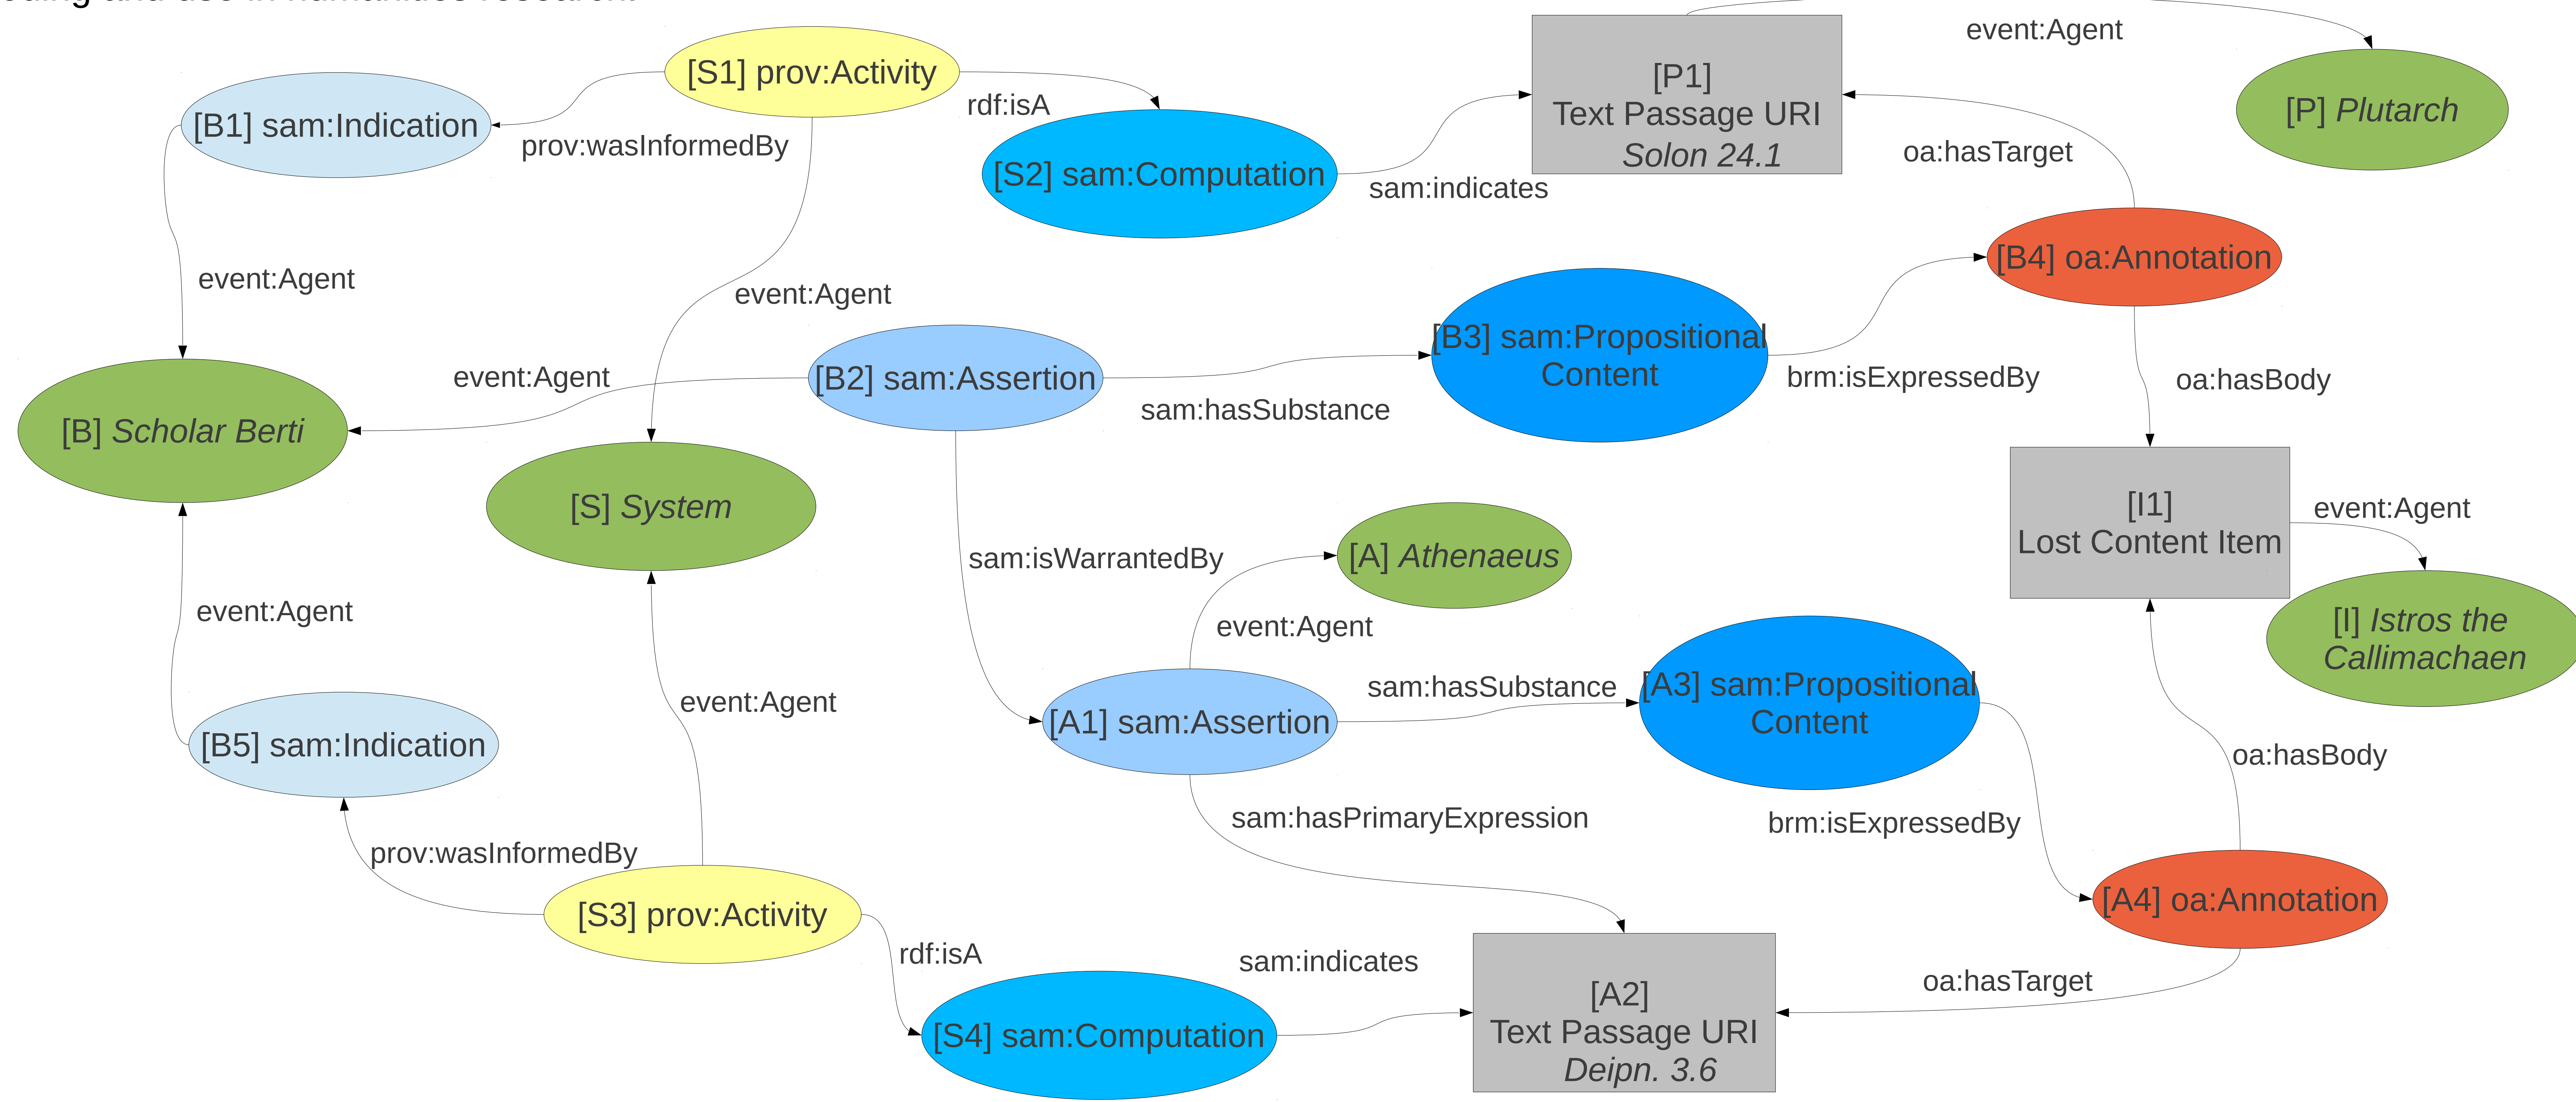 event:Agent
[S1] prov:Activity
[P1]
Text Passage URI
Solon 24.1
[P] Plutarch
rdf:isA
[B1] sam:Indication
prov:wasInformedBy
oa:hasTarget
[S2] sam:Computation
sam:indicates
[B4] oa:Annotation
event:Agent
event:Agent
[B3] sam:Propositional
Content
event:Agent
[B2] sam:Assertion
brm:isExpressedBy
oa:hasBody
sam:hasSubstance
[B] Scholar Berti
[S] System
[I1]
Lost Content Item
event:Agent
sam:isWarrantedBy
[A] Athenaeus
event:Agent
event:Agent
[I] Istros the
Callimachaen
sam:hasSubstance
[A3] sam:Propositional
Content
event:Agent
[A1] sam:Assertion
[B5] sam:Indication
oa:hasBody
sam:hasPrimaryExpression
brm:isExpressedBy
prov:wasInformedBy
[S3] prov:Activity
[A4] oa:Annotation
rdf:isA
sam:indicates
oa:hasTarget
[A2]
Text Passage URI
Deipn. 3.6
[S4] sam:Computation